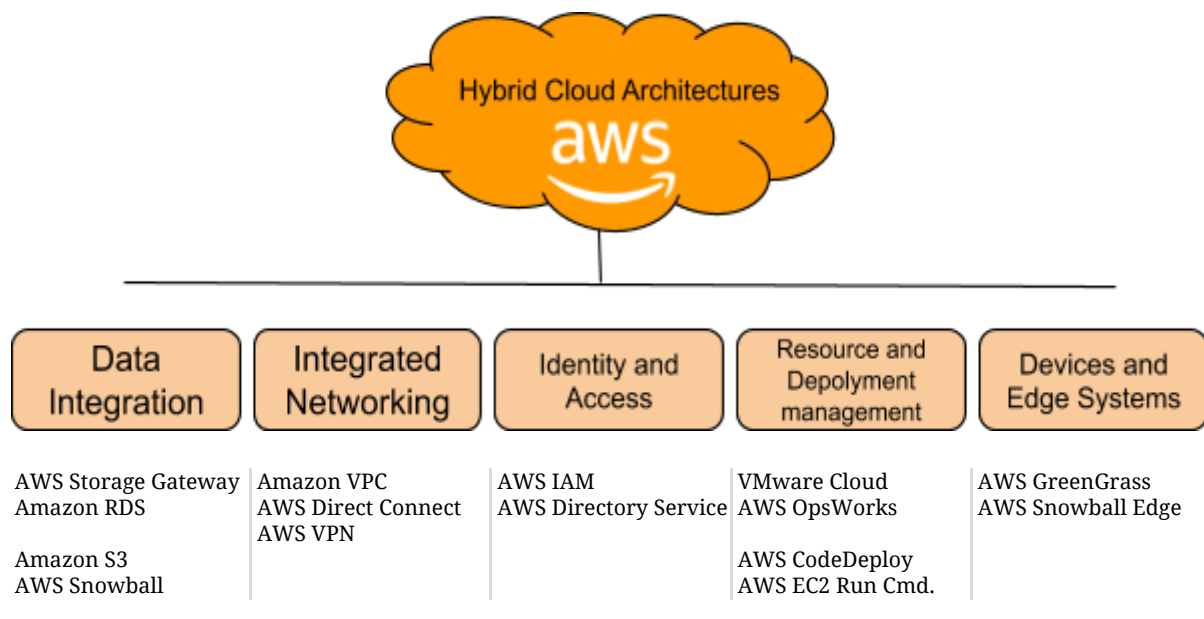 Hybrid Cloud Architectures
aws
Data
Integration
Integrated
Networking
Identity and
Access
Resource and
Depolyment
management
Devices and
Edge Systems
AWS Storage Gateway
Amazon RDS
Amazon S3
AWS Snowball
Amazon VPC
AWS Direct Connect
AWS VPN
AWS IAM
AWS Directory Service
VMware Cloud
AWS OpsWorks
AWS CodeDeploy
AWS EC2 Run Cmd.
AWS GreenGrass
AWS Snowball Edge